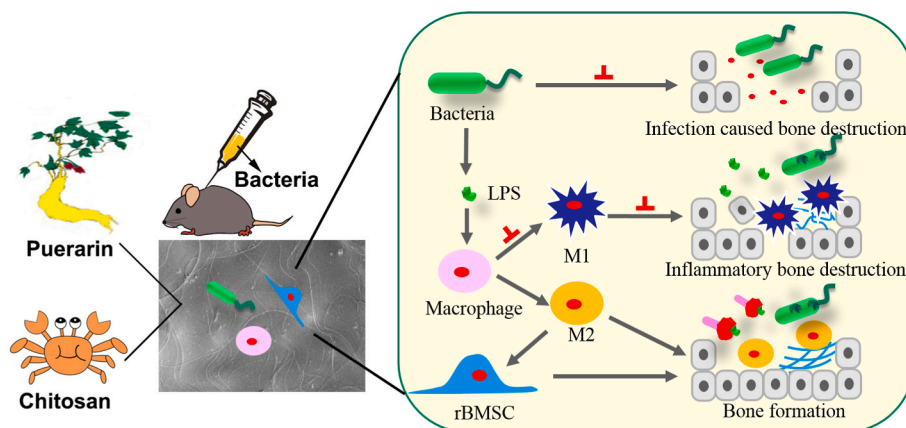 Puerarin
Chitosan
Bacteria
Bacteria
LPS
Macrophage
M1
M2
rBMSC
Infection caused bone destruction
Inflammatory bone destruction
Bone formation